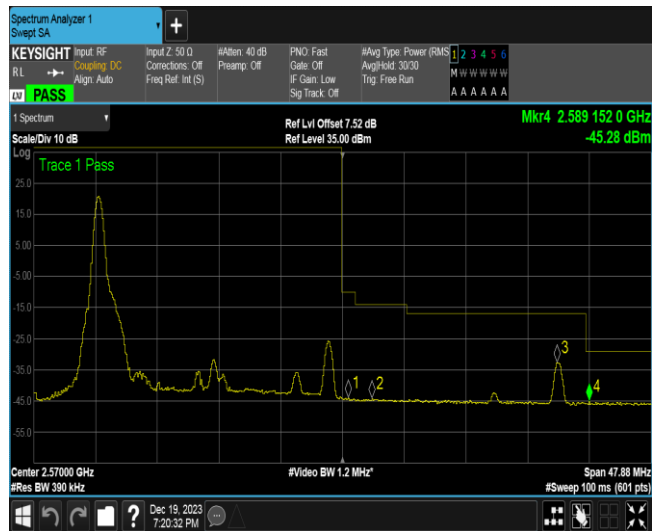 Spectrum Analyzer 1
Swept SA
+
KEYSIGHT
RL
LXI PASS
Input: RF
Coupling: DC
Align: Auto
Input Z: 50 Ω
Corrections: Off
Freq Ref: Int (S)
#Atten: 40 dB
Preamp: Off
PNO: Fast
Gate: Off
IF Gain: Low
Sig Track: Off
#Avg Type: Power (RMS
Avg|Hold: 30/30
Trig: Free Run
1 2 3 4 5 6
M W W W W W
A A A A A A
1 Spectrum
Scale/Div 10 dB
Ref Lvl Offset 7.52 dB
Ref Level 35.00 dBm
Mkr4 2.589 152 0 GHz
-45.28 dBm
Log
Trace 1 Pass
25.0
15.0
5.00
-5.00
-15.0
-25.0
-35.0
-45.0
-55.0
1
2
3
4
Center 2.57000 GHz
#Res BW 390 kHz
#Video BW 1.2 MHz*
Span 47.88 MHz
#Sweep 100 ms (601 pts)
?
Dec 19, 2023
7:20:32 PM